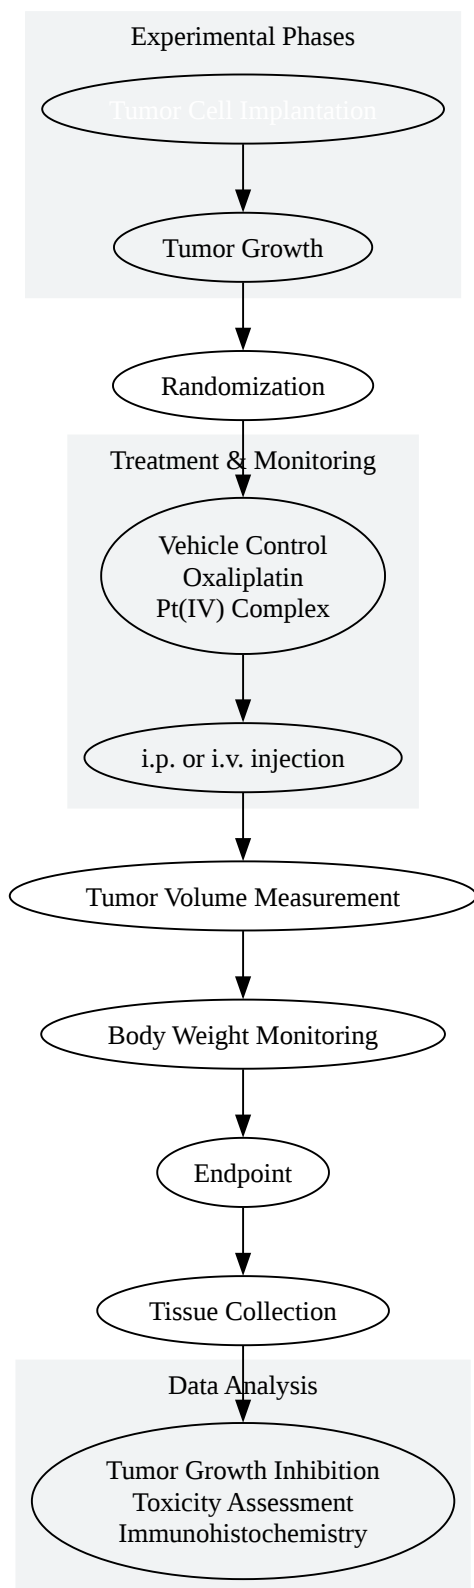 Experimental Phases
Tumor Cell Implantation
Tumor Growth
Randomization
Treatment & Monitoring
Vehicle Control
Oxaliplatin
Pt(IV) Complex
i.p. or i.v. injection
Tumor Volume Measurement
Body Weight Monitoring
Endpoint
Tissue Collection
Data Analysis
Tumor Growth Inhibition
Toxicity Assessment
Immunohistochemistry